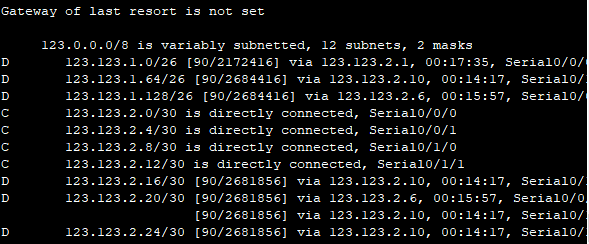 Gateway of last resort is not set
123.0.0.0/8 is variably subnetted, 12 subnets, 2 masks
D 123.123.1.0/26 [90/2172416] via 123.123.2.1, 00:17:35, Serial0/0/
D 123.123.1.64/26 [90/2684416] via 123.123.2.10, 00:14:17, Serial0/
D 123.123.1.128/26 [90/2684416] via 123.123.2.6, 00:15:57, Serial0/
C 123.123.2.0/30 is directly connected, Serial0/0/0
C 123.123.2.4/30 is directly connected, Serial0/0/1
C 123.123.2.8/30 is directly connected, Serial0/1/0
C 123.123.2.12/30 is directly connected, Serial0/1/1
D 123.123.2.16/30 [90/2681856] via 123.123.2.10, 00:14:17, Serial0/
D 123.123.2.20/30 [90/2681856] via 123.123.2.6, 00:15:57, Serial0/0
[90/2681856] via 123.123.2.10, 00:14:17, Serial0/
D 123.123.2.24/30 [90/2681856] via 123.123.2.10, 00:14:17, Serial0/